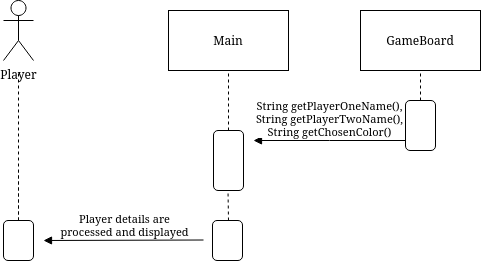 Player
Main
GameBoard
String getPlayerOneName(),
String getPlayerTwoName(),
String getChosenColor()
Player details are
processed and displayed